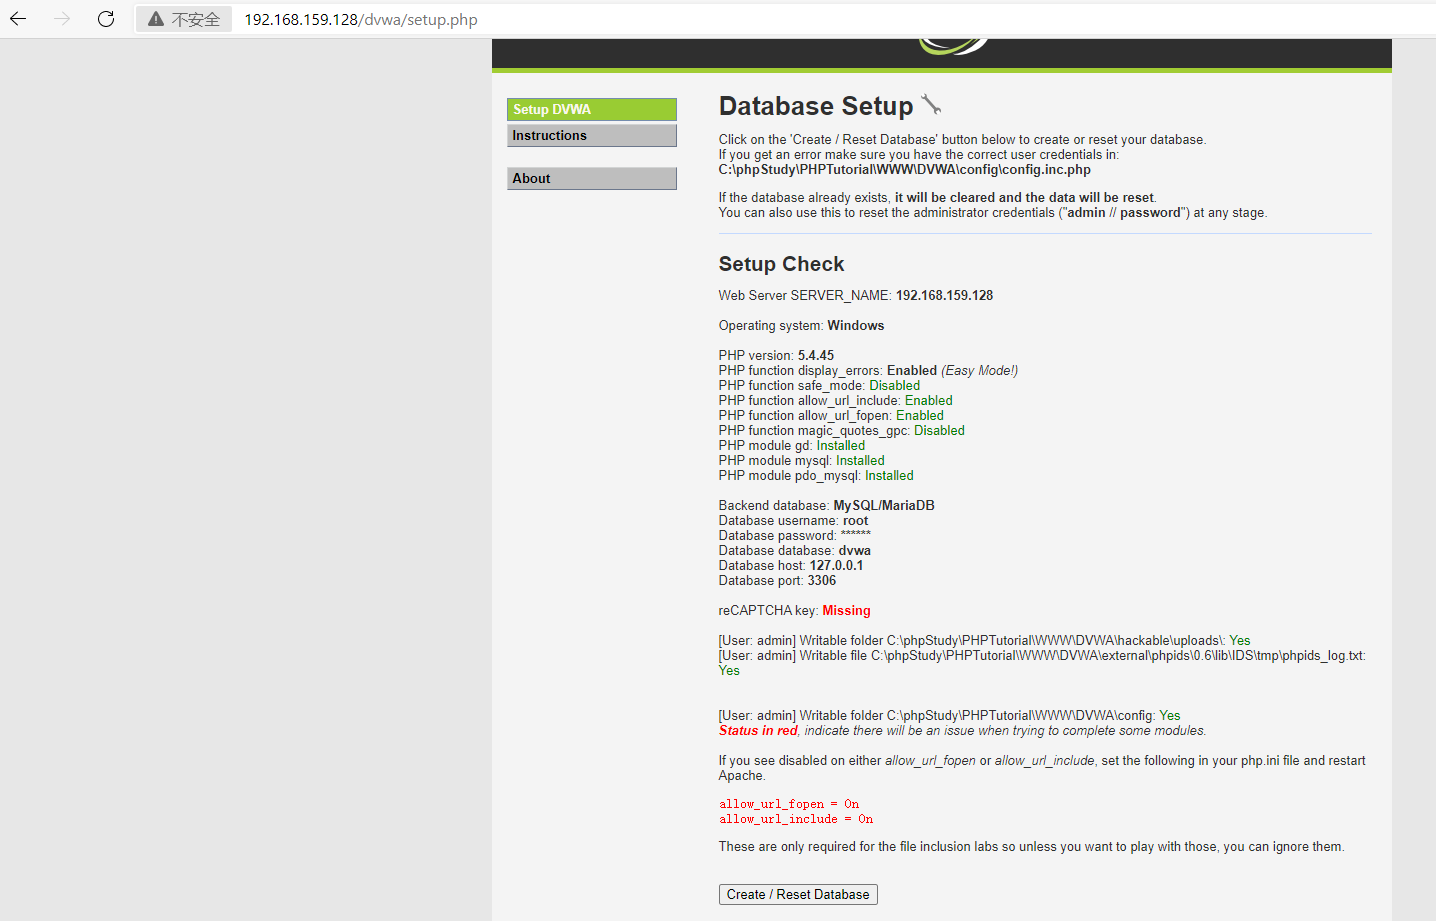 不安全
192.168.159.128/dvwa/setup.php
Setup DVWA
Instructions
About
Database Setup
Click on the 'Create / Reset Database' button below to create or reset your database.
If you get an error make sure you have the correct user credentials in:
C:\phpStudy\PHPTutorial\WWW\DVWA\config\config.inc.php
If the database already exists, it will be cleared and the data will be reset.
You can also use this to reset the administrator credentials ("admin // password") at any stage.
Setup Check
Web Server SERVER_NAME: 192.168.159.128
Operating system: Windows
PHP version: 5.4.45
PHP function display_errors: Enabled (Easy Mode!)
PHP function safe_mode: Disabled
PHP function allow_url_include: Enabled
PHP function allow_url_fopen: Enabled
PHP function magic_quotes_gpc: Disabled
PHP module gd: Installed
PHP module mysql: Installed
PHP module pdo_mysql: Installed
Backend database: MySQL/MariaDB
Database username: root
Database password: ******
Database database: dvwa
Database host: 127.0.0.1
Database port: 3306
reCAPTCHA key: Missing
[User: admin] Writable folder C:\phpStudy\PHPTutorial\WWW\DVWA\hackable\uploads\: Yes
[User: admin] Writable file C:\phpStudy\PHPTutorial\WWW\DVWA\external\phpids\0.6\lib\IDS\tmp\phpids_log.txt:
Yes
[User: admin] Writable folder C:\phpStudy\PHPTutorial\WWW\DVWA\config: Yes
Status in red, indicate there will be an issue when trying to complete some modules.
If you see disabled on either allow_url_fopen or allow_url_include, set the following in your php.ini file and restart
Apache.
allow_url_fopen = On
allow_url_include = On
These are only required for the file inclusion labs so unless you want to play with those, you can ignore them.
Create / Reset Database